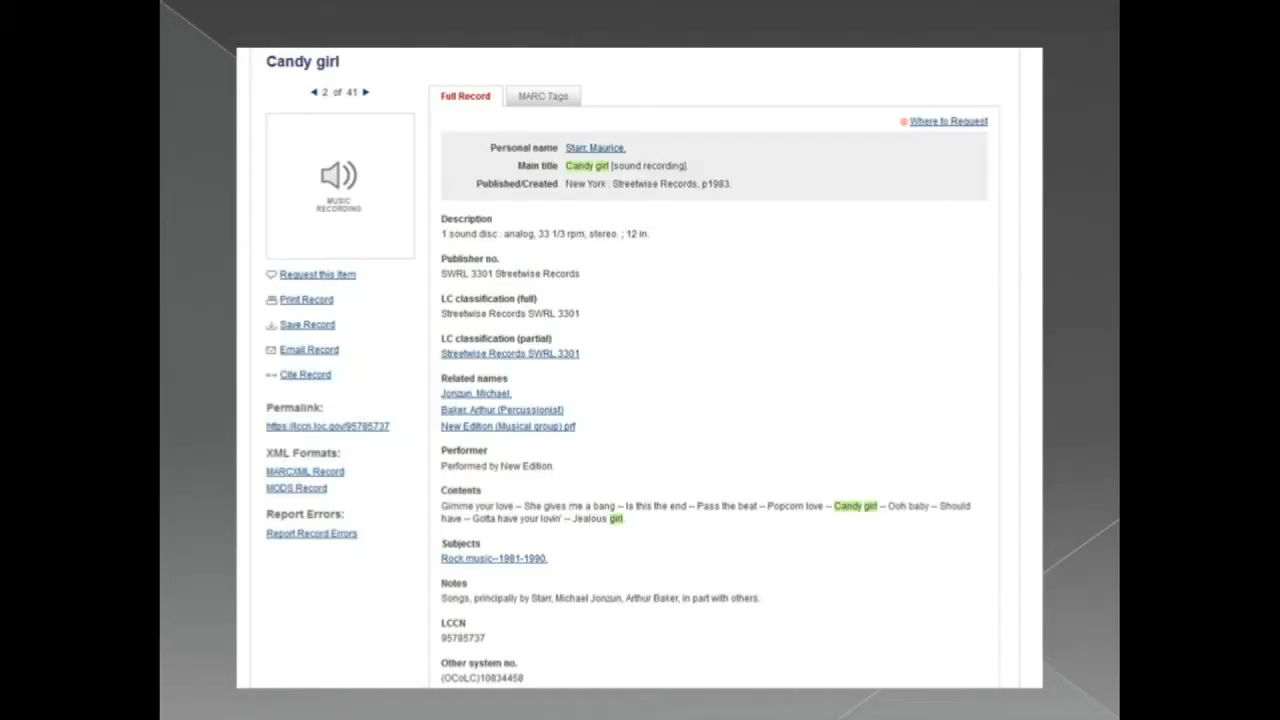 Candy girl
2 of 41
Full Record
MARC Tags
Where to Request
Personal name Starr, Maurice.
Main title Candy girl [sound recording].
Published/Created New York : Streetwise Records, p1983.
MUSIC
RECORDING
Description
1 sound disc : analog, 33 1/3 rpm, stereo. ; 12 in.
Request this Item
Publisher no.
SWRL 3301 Streetwise Records
Print Record
LC classification (full)
Streetwise Records SWRL 3301
Save Record
LC classification (partial)
Streetwise Records SWRL 3301
Email Record
Cite Record
Related names
Jonzun, Michael.
Baker, Arthur (Percussionist)
New Edition (Musical group) prf
Permalink:
https://lccn.loc.gov/95785737
XML Formats:
MARCXML Record
MODS Record
Performer
Performed by New Edition.
Contents
Gimme your love -- She gives me a bang -- Is this the end -- Pass the beat -- Popcorn love -- Candy girl -- Ooh baby -- Should
have -- Gotta have your lovin' -- Jealous girl.
Report Errors:
Report Record Errors
Subjects
Rock music--1981-1990.
Notes
Songs, principally by Starr, Michael Jonzun, Arthur Baker, in part with others.
LCCN
95785737
Other system no.
(OCoLC)10834458